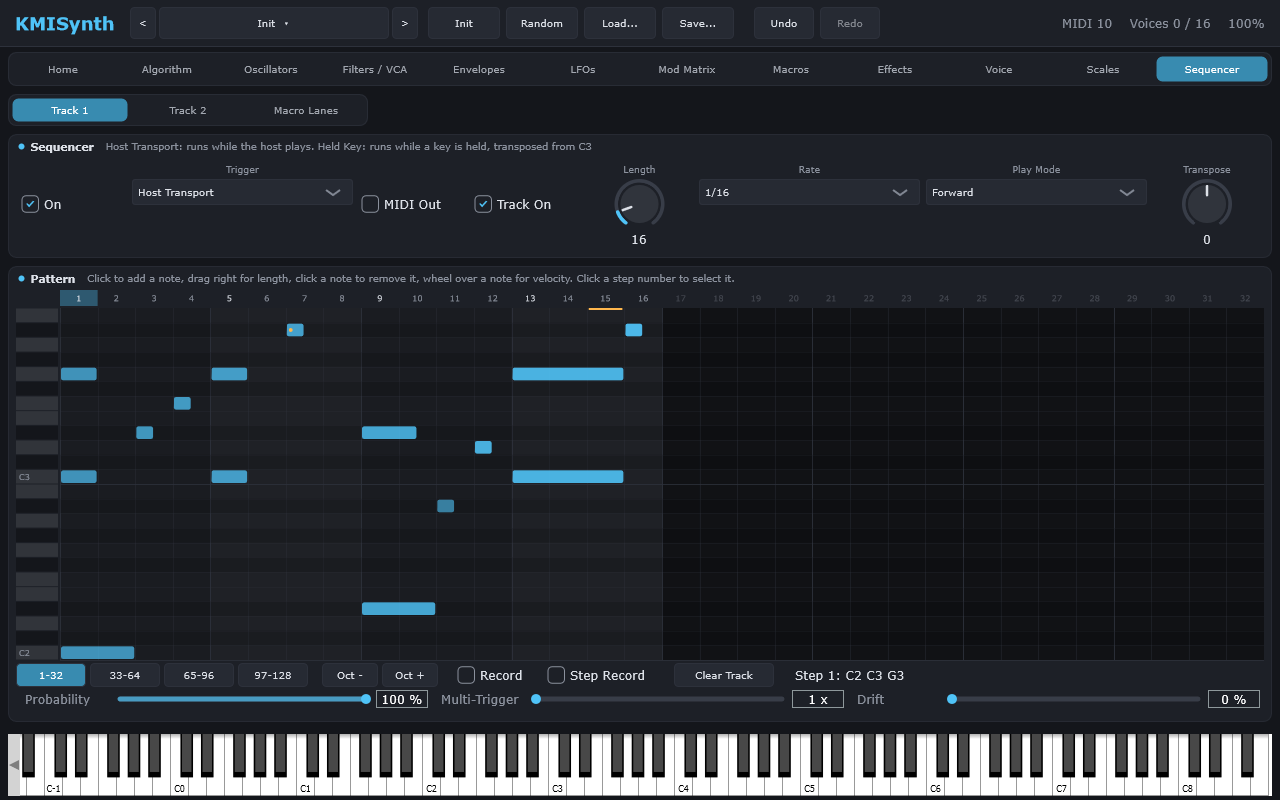 KMISynth < Init > Init Random Load... Save... Undo Redo MIDI 10 Voices 0 / 16 100%
Home Algorithm Oscillators Filters / VCA Envelopes LFOs Mod Matrix Macros Effects Voice Scales Sequencer
Track 1 Track 2 Macro Lanes
Sequencer Host Transport: runs while the host plays. Held Key: runs while a key is held, transposed from C3
Trigger Length Rate Play Mode Transpose
Host Transport 1/16 Forward
On MIDI Out Track On
16 0
Pattern Click to add a note, drag right for length, click a note to remove it, wheel over a note for velocity. Click a step number to select it.
1 2 3 4 5 6 7 8 9 10 11 12 13 14 15 16 17 18 19 20 21 22 23 24 25 26 27 28 29 30 31 32
C3
C2
1-32 33-64 65-96 97-128 Oct - Oct + Record Step Record Clear Track Step 1: C2 C3 G3
Probability 100 % Multi-Trigger 1 x Drift 0 %
C-1 C0 C1 C2 C3 C4 C5 C6 C7 C8